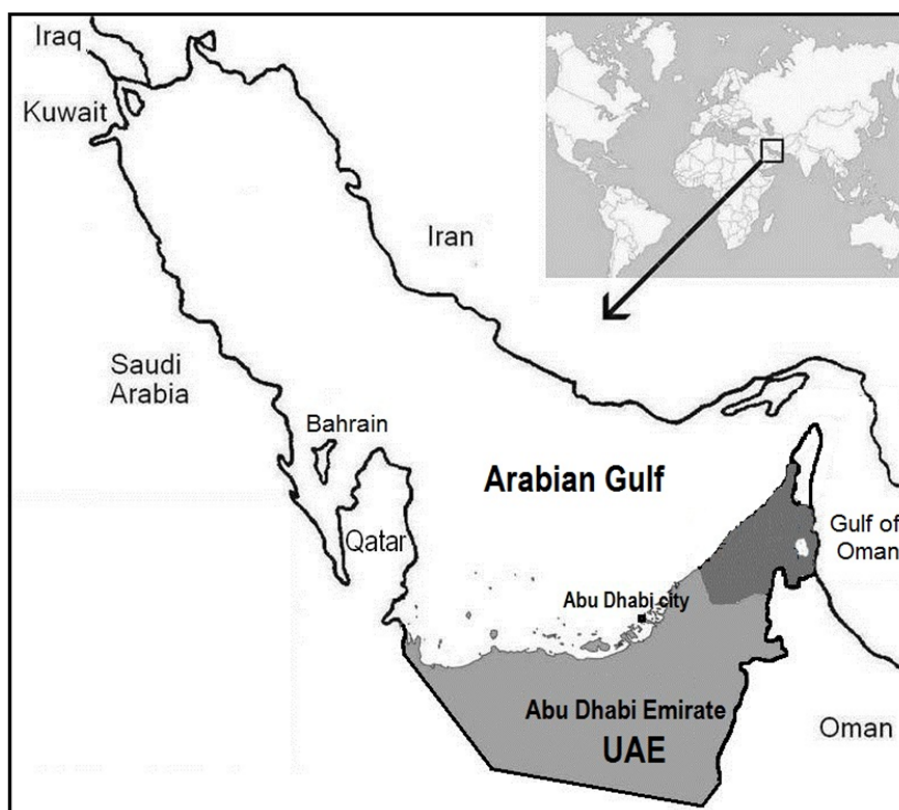 Iraq
Kuwait
Iran
Saudi
Arabia
Bahrain
Qatar
Arabian Gulf
Gulf of
Oman
Abu Dhabi city
Abu Dhabi Emirate
UAE
Oman